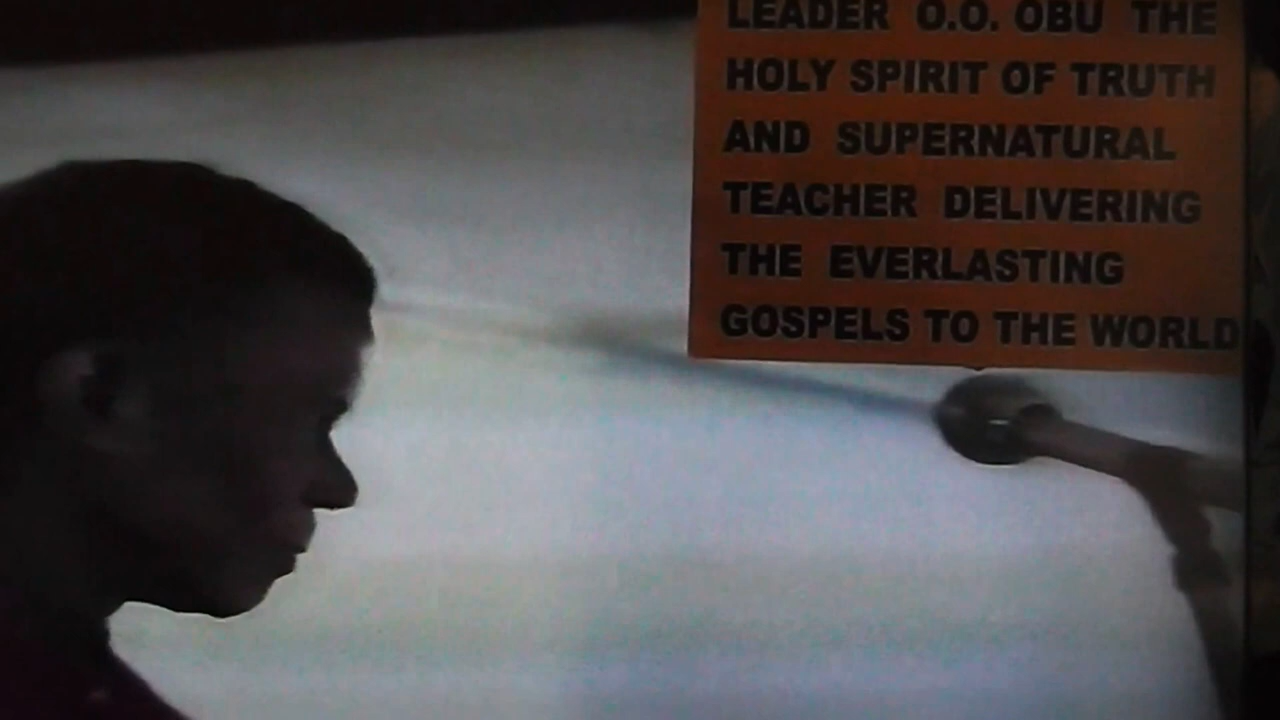 LEADER O.O. OBU THE
HOLY SPIRIT OF TRUTH
AND SUPERNATURAL
TEACHER DELIVERING
THE EVERLASTING
GOSPELS TO THE WORLD